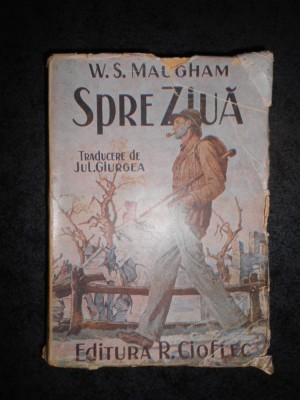 W. S. MAUGHAM
SPRE ZIUĂ
TRADUCERE DE
JUL. GIURGEA
EDITURA R. CIOFLEC